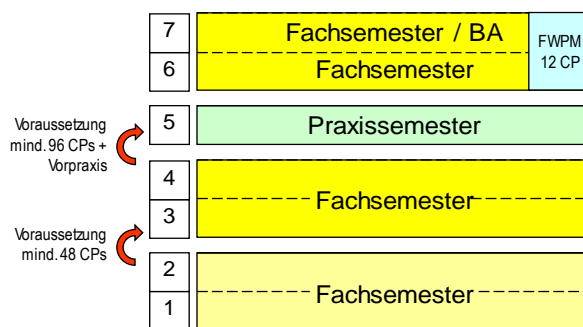 7
Fachsemester / BA
FWPM
12 CP
6
Fachsemester
Voraussetzung
mind. 96 CPs +
Vorpraxis
5
Praxissemester
4
Fachsemester
3
Voraussetzung
mind. 48 CPs
2
Fachsemester
1